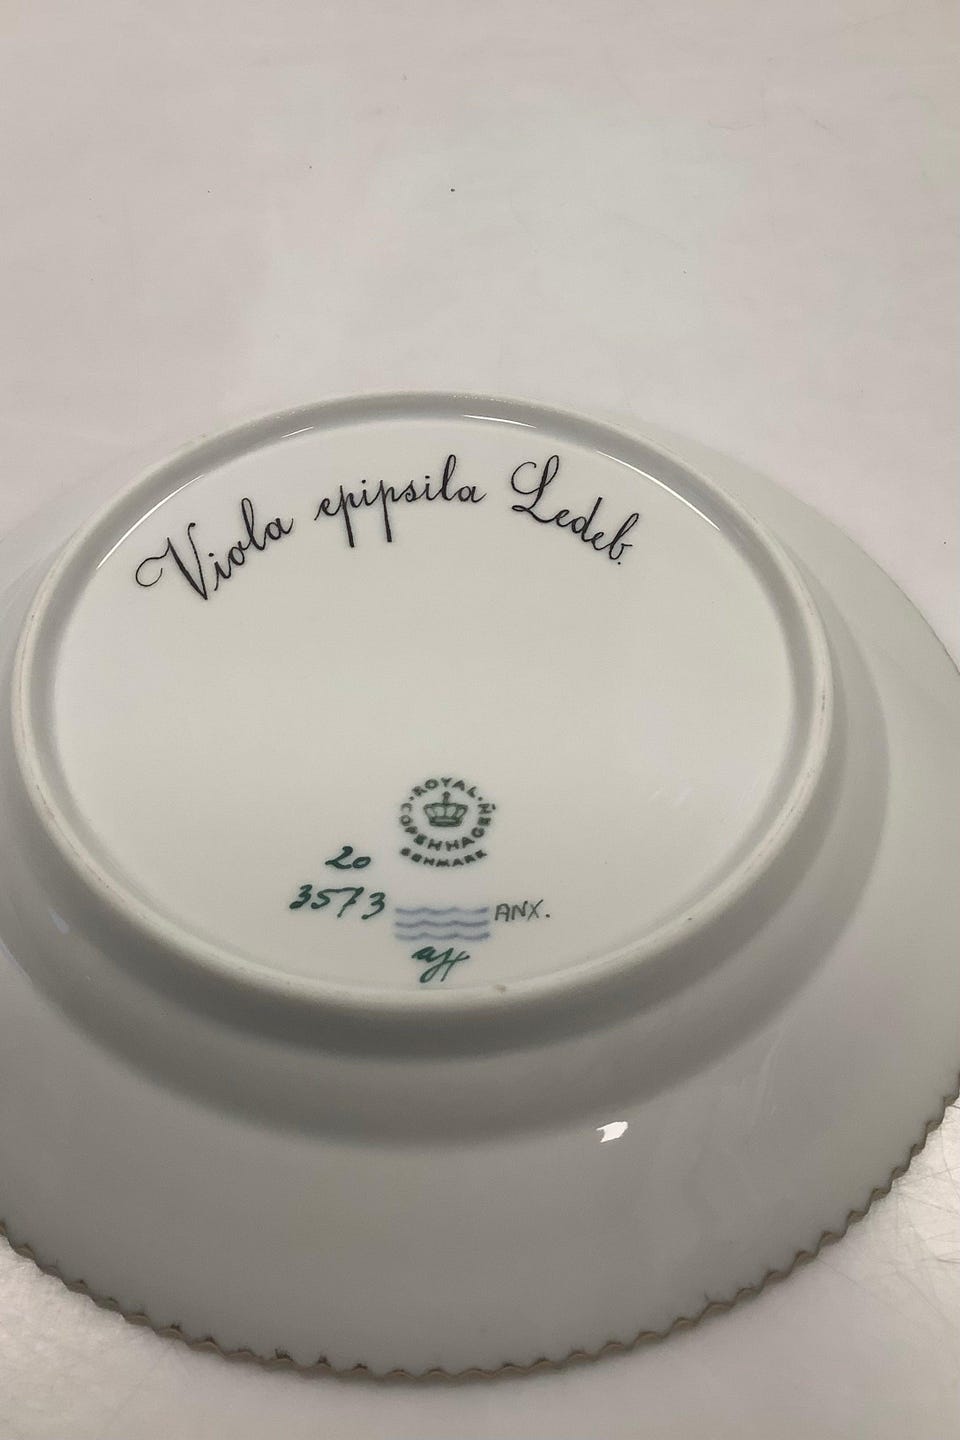 Viola epipsila Ledeb.
ROYAL
COPENHAGEN
DENMARK
20
3573
ANX.